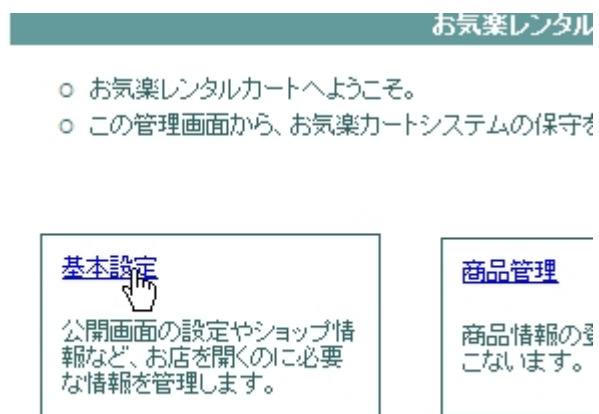 お気楽レンタル
お気楽レンタルカートへようこそ。
この管理画面から、お気楽カートシステムの保守を
基本設定
公開画面の設定やショップ情
報など、お店を開くのに必要
な情報を管理します。
商品管理
商品情報の登
こないます。